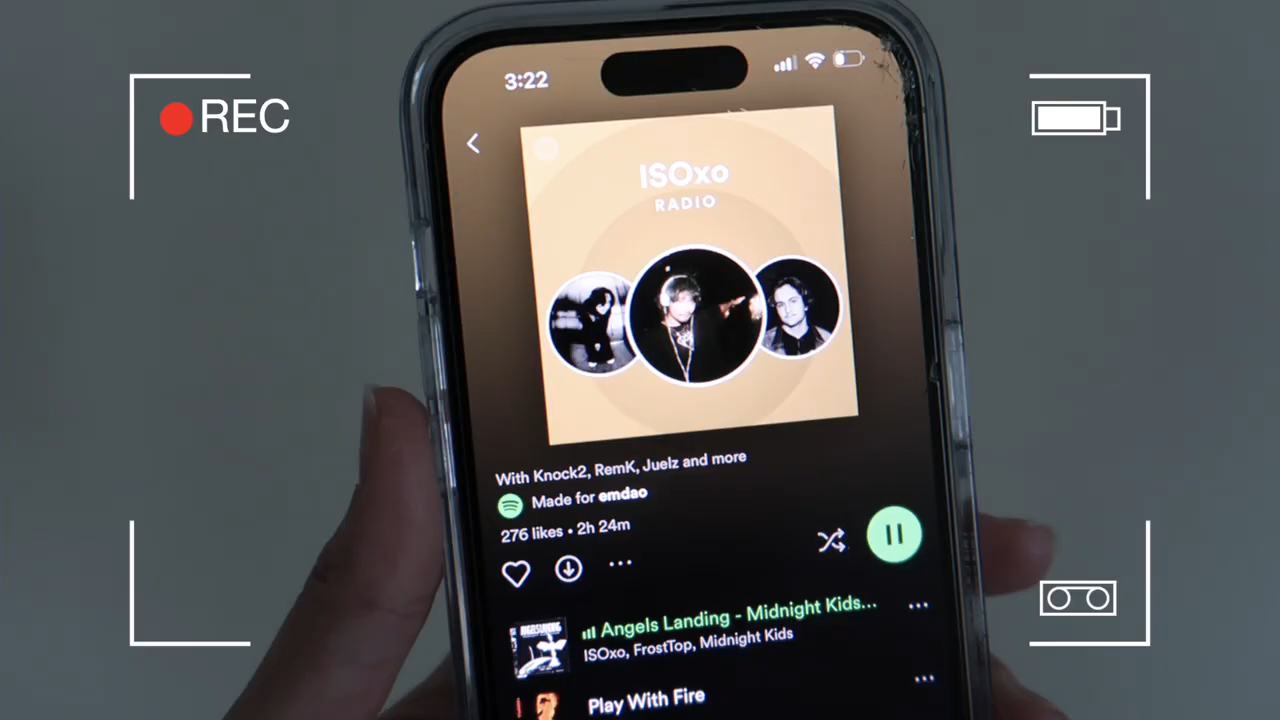 REC
3:22
ISOxo
RADIO
With Knock2, RemK, Juelz and more
Made for emdao
276 likes • 2h 24m
Angels Landing - Midnight Kids...
ISOxo, FrostTop, Midnight Kids
Play With Fire